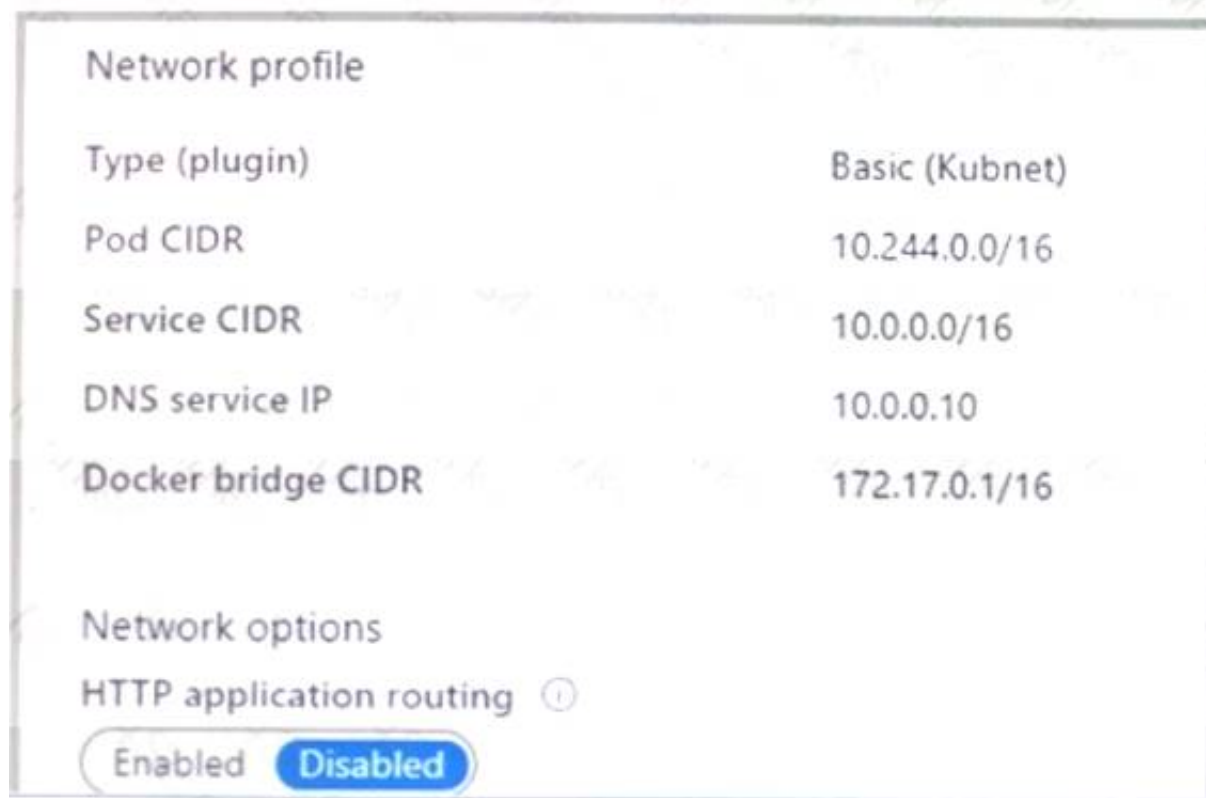 Network profile
Type (plugin) Basic (Kubnet)
Pod CIDR 10.244.0.0/16
Service CIDR 10.0.0.0/16
DNS service IP 10.0.0.10
Docker bridge CIDR 172.17.0.1/16
Network options
HTTP application routing
Enabled Disabled